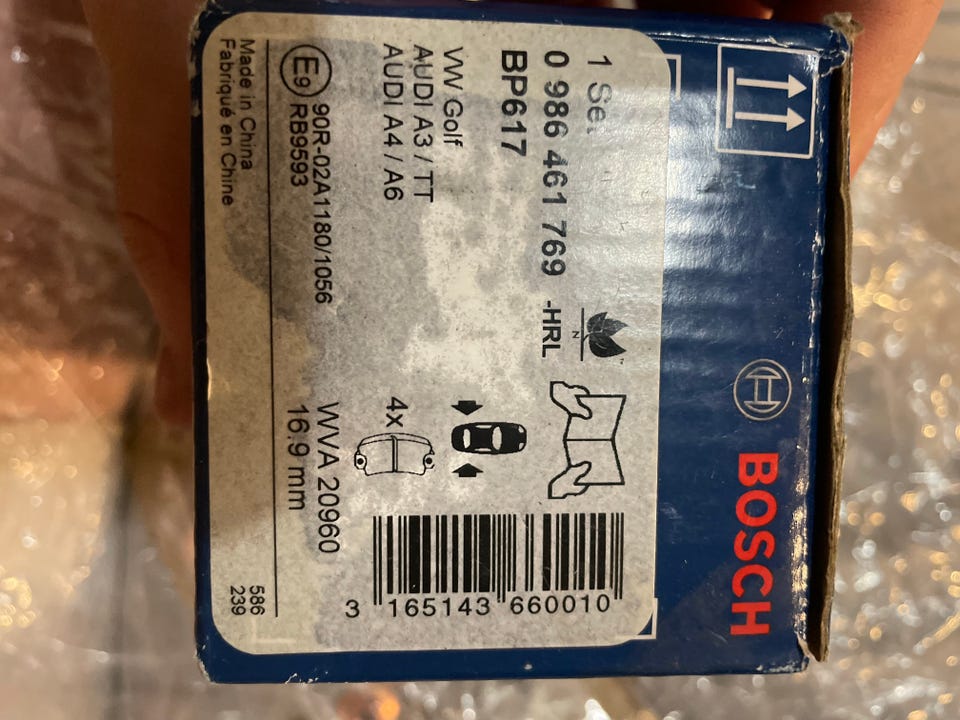 BOSCH
1 Set
0 986 461 769 -HRL
BP617
N
VW Golf
AUDI A3 / TT
AUDI A4 / A6
4x
3 165143 660010
E9
90R-02A1180/1056
RB9593
WVA 20960
16.9 mm
Made in China
Fabriqué en Chine
586
239